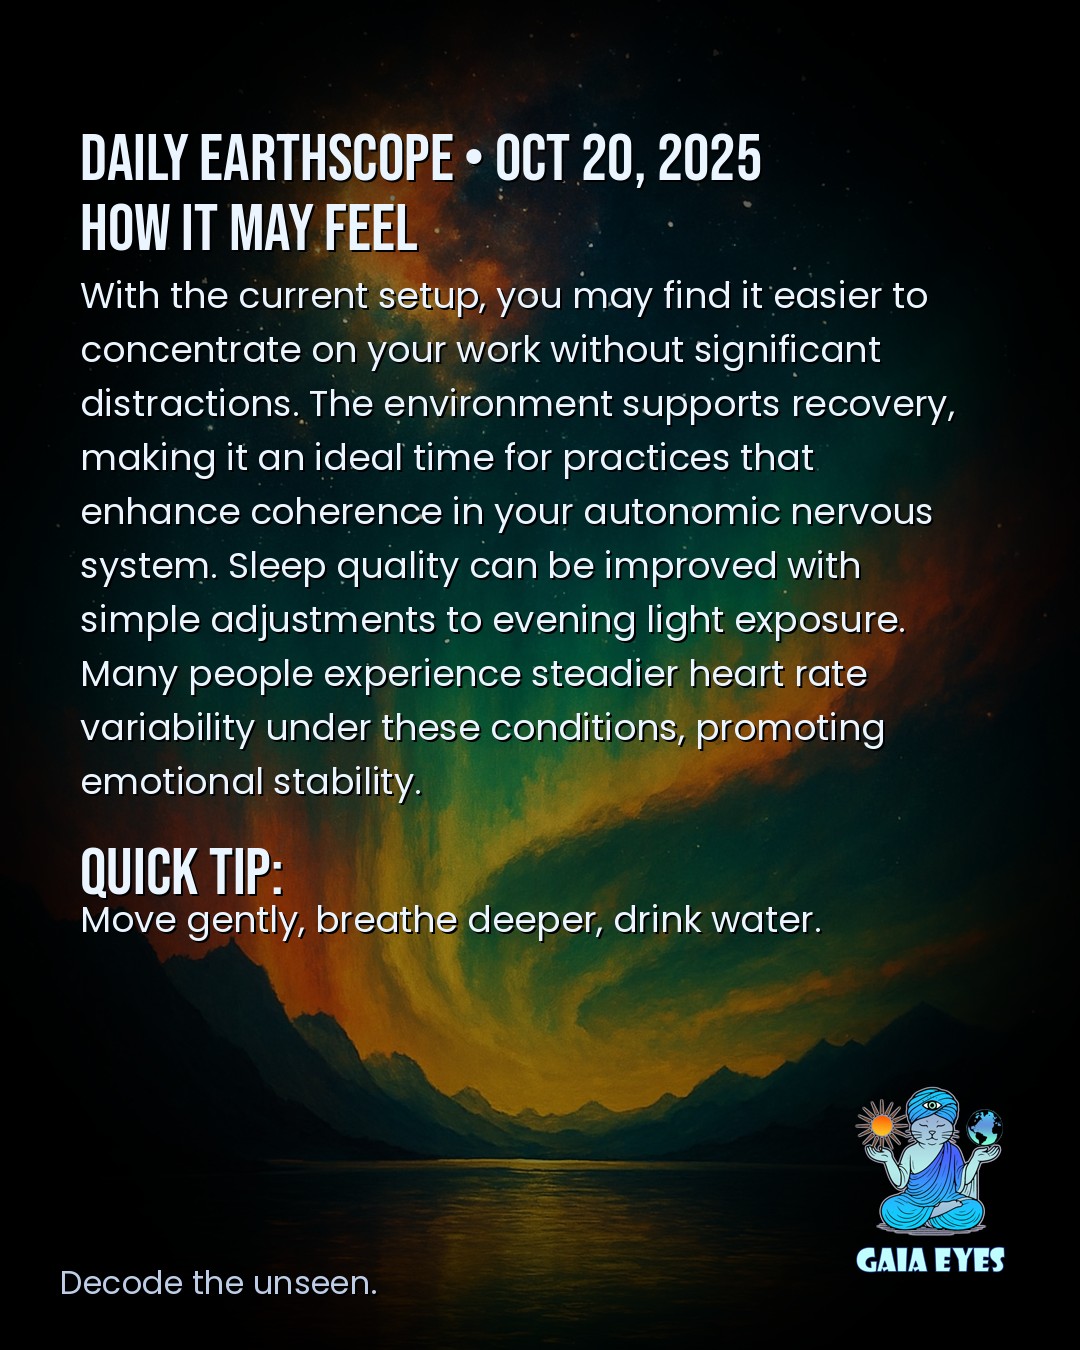 DAILY EARTHSCOPE • OCT 20, 2025
HOW IT MAY FEEL
With the current setup, you may find it easier to
concentrate on your work without significant
distractions. The environment supports recovery,
making it an ideal time for practices that
enhance coherence in your autonomic nervous
system. Sleep quality can be improved with
simple adjustments to evening light exposure.
Many people experience steadier heart rate
variability under these conditions, promoting
emotional stability.
QUICK TIP:
Move gently, breathe deeper, drink water.
GAIA EYES
Decode the unseen.